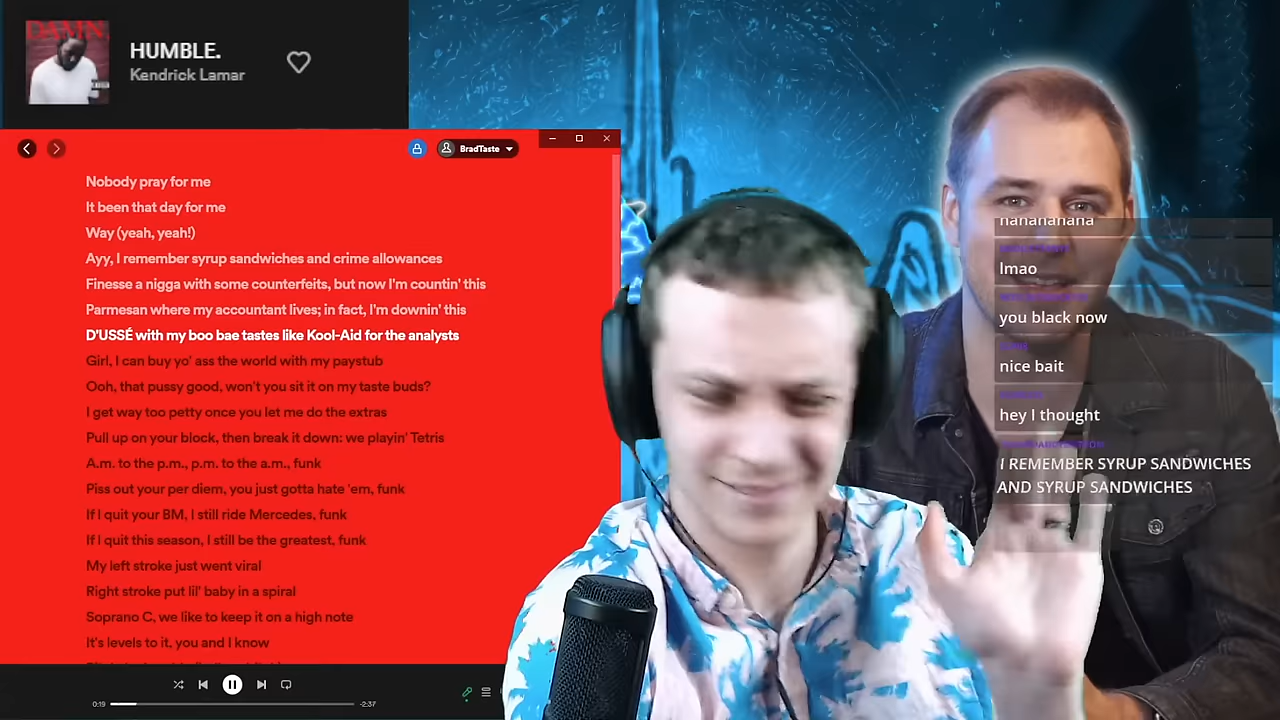 DAMN.
HUMBLE.
Kendrick Lamar
BradTaste
Nobody pray for me
It been that day for me
Way (yeah, yeah!)
Ayy, I remember syrup sandwiches and crime allowances
Finesse a nigga with some counterfeits, but now I'm countin' this
Parmesan where my accountant lives; in fact, I'm downin' this
D'USSÉ with my boo bae tastes like Kool-Aid for the analysts
Girl, I can buy yo' ass the world with my paystub
Ooh, that pussy good, won't you sit it on my taste buds?
I get way too petty once you let me do the extras
Pull up on your block, then break it down: we playin' Tetris
A.m. to the p.m., p.m. to the a.m., funk
Piss out your per diem, you just gotta hate 'em, funk
If I quit your BM, I still ride Mercedes, funk
If I quit this season, I still be the greatest, funk
My left stroke just went viral
Right stroke put lil' baby in a spiral
Soprano C, we like to keep it on a high note
It's levels to it, you and I know
0:19
-2:37
hahahahaha
lmao
you black now
nice bait
hey I thought
I REMEMBER SYRUP SANDWICHES
AND SYRUP SANDWICHES